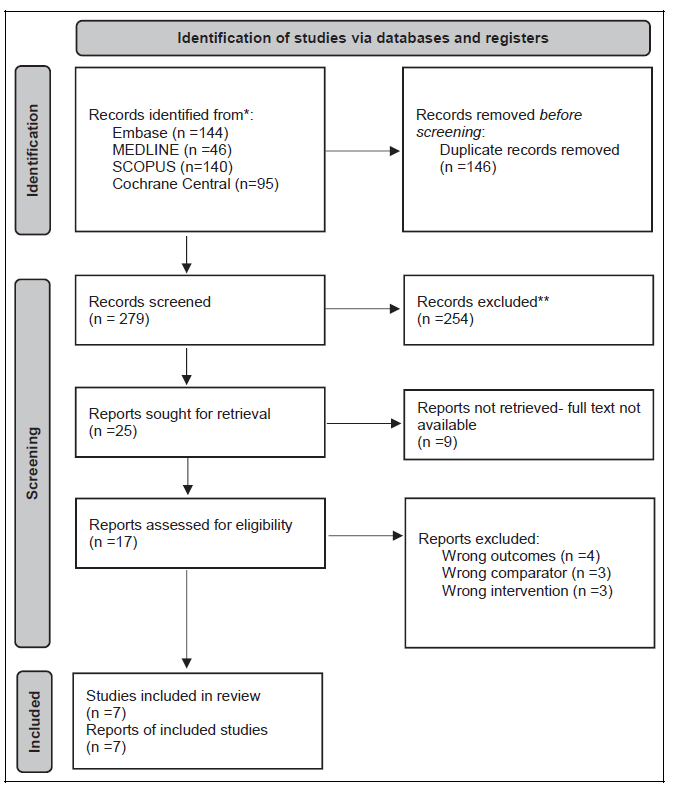 Identification of studies via databases and registers
Identification
Records identified from*:
Embase (n =144)
MEDLINE (n =46)
SCOPUS (n=140)
Cochrane Central (n=95)
Records removed before
screening:
Duplicate records removed
(n =146)
Screening
Records screened
(n = 279)
Records excluded**
(n =254)
Reports sought for retrieval
(n =25)
Reports not retrieved- full text not
available
(n =9)
Reports assessed for eligibility
(n =17)
Reports excluded:
Wrong outcomes (n =4)
Wrong comparator (n =3)
Wrong intervention (n =3)
Included
Studies included in review
(n =7)
Reports of included studies
(n =7)